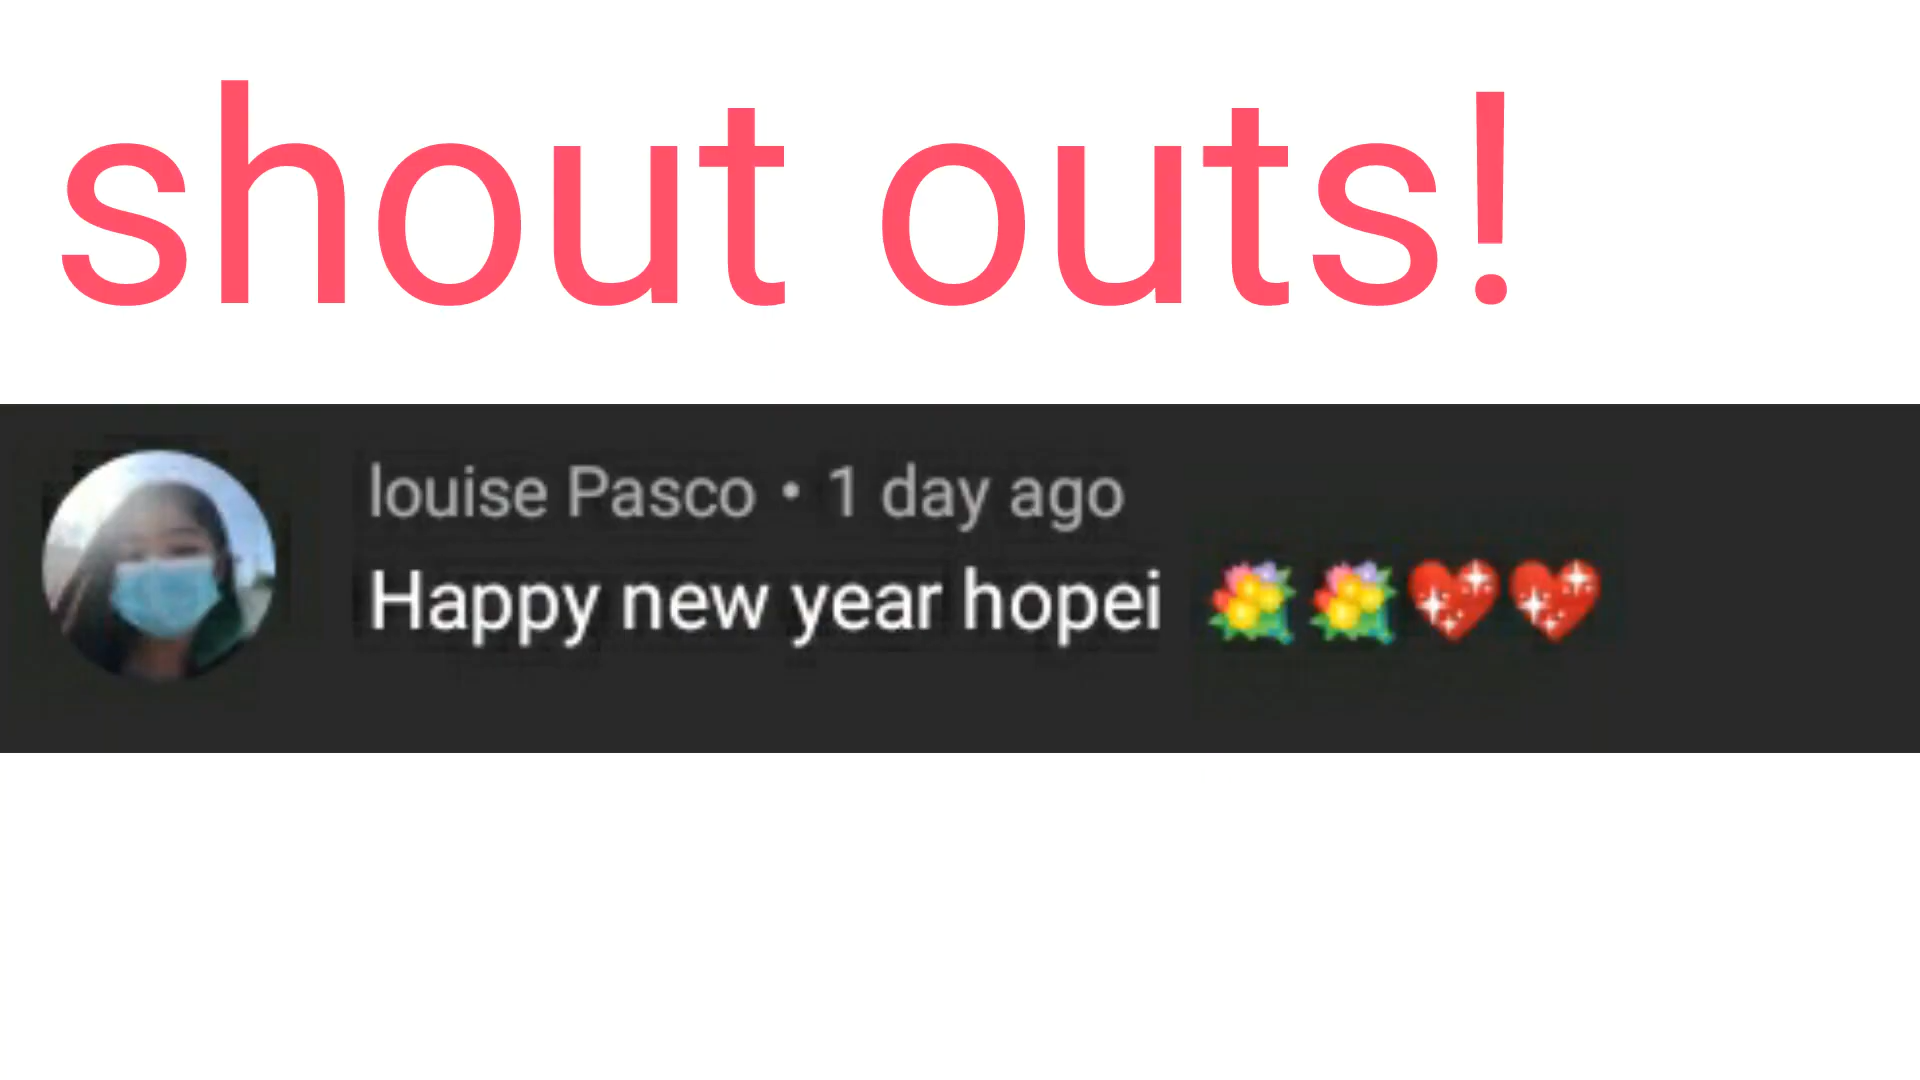 shout outs!
louise Pasco • 1 day ago
Happy new year hopei 💐💐💖💖